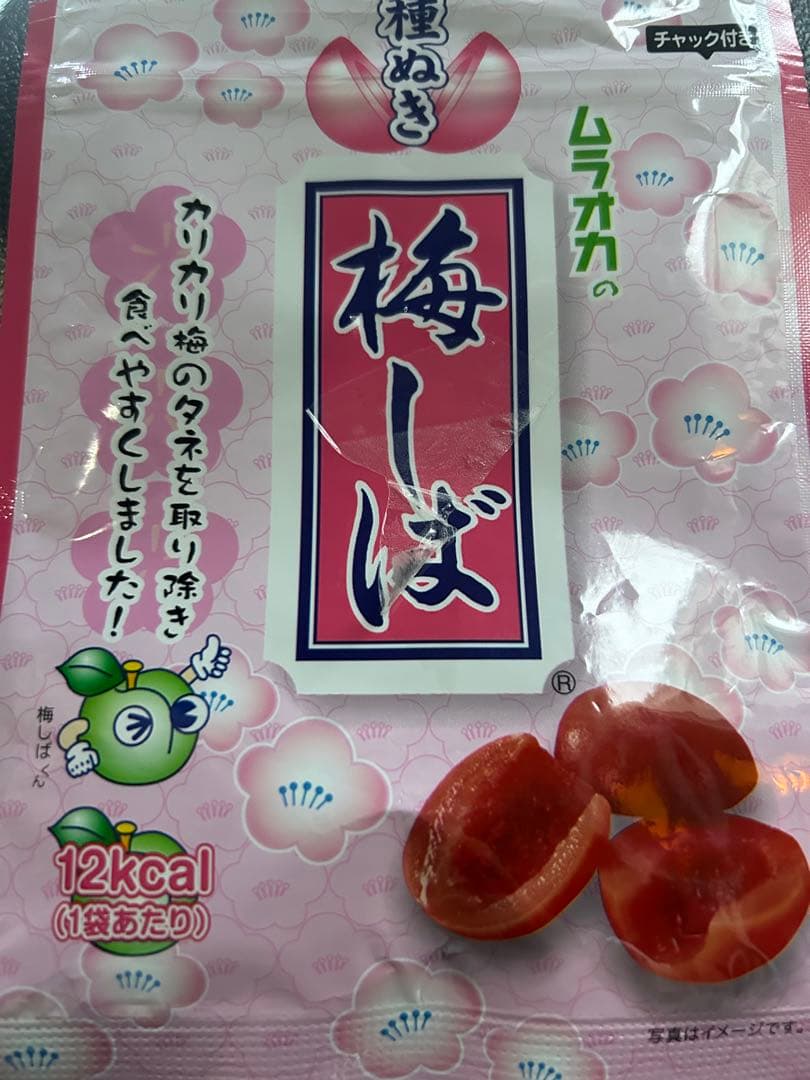 種ぬき
チャック付き
ムラオカの
梅しば
®
カリカリ梅のタネを取り除き
食べやすくしました!
梅しばくん
12kcal
(1袋あたり)
写真はイメージです。